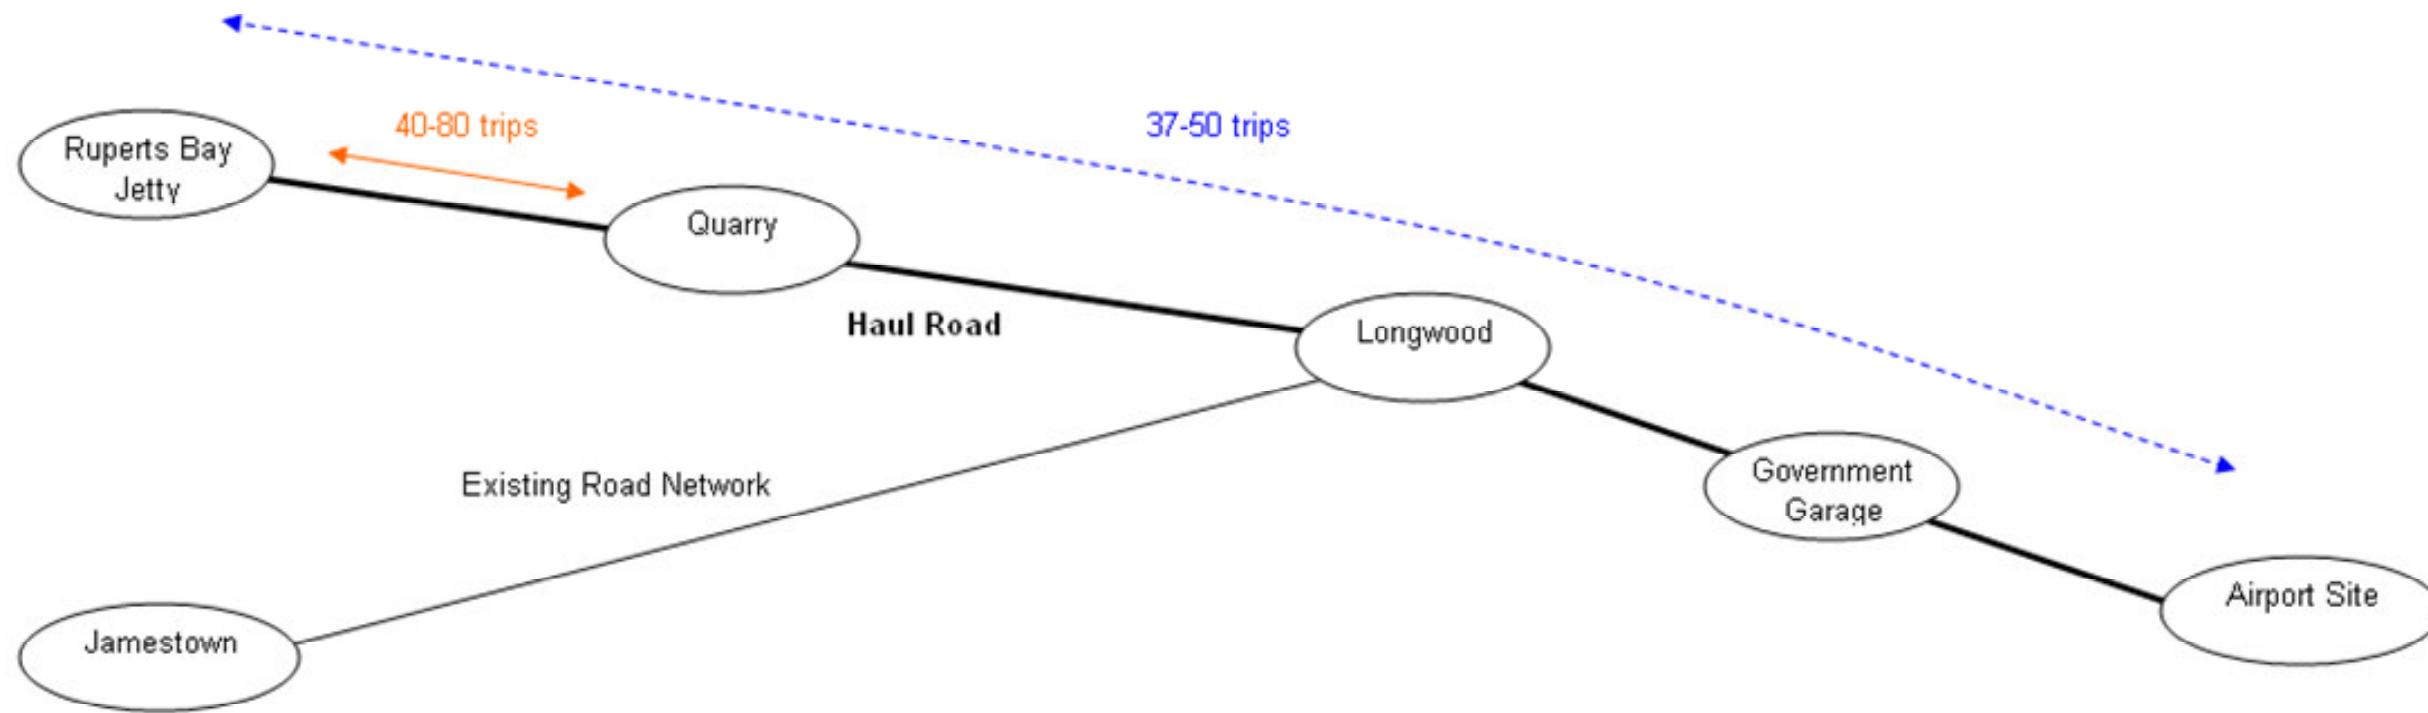 40-80 trips
37-50 trips
Ruperts Bay
Jetty
Quarry
Haul Road
Longwood
Existing Road Network
Government
Garage
Airport Site
Jamestown